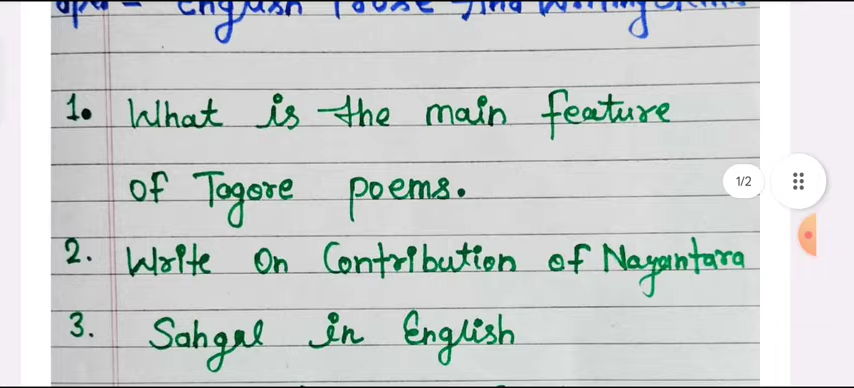 English
1. What is the main feature
1/2
of Tagore poems.
2. Write on Contribution of Nayantara
3. Sahgal in English